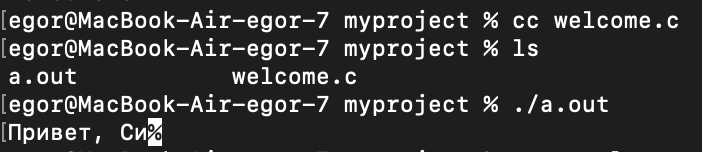 [egor@MacBook-Air-egor-7 myproject % cc welcome.c
[egor@MacBook-Air-egor-7 myproject % ls
a.out welcome.c
[egor@MacBook-Air-egor-7 myproject % ./a.out
[Привет, Си%